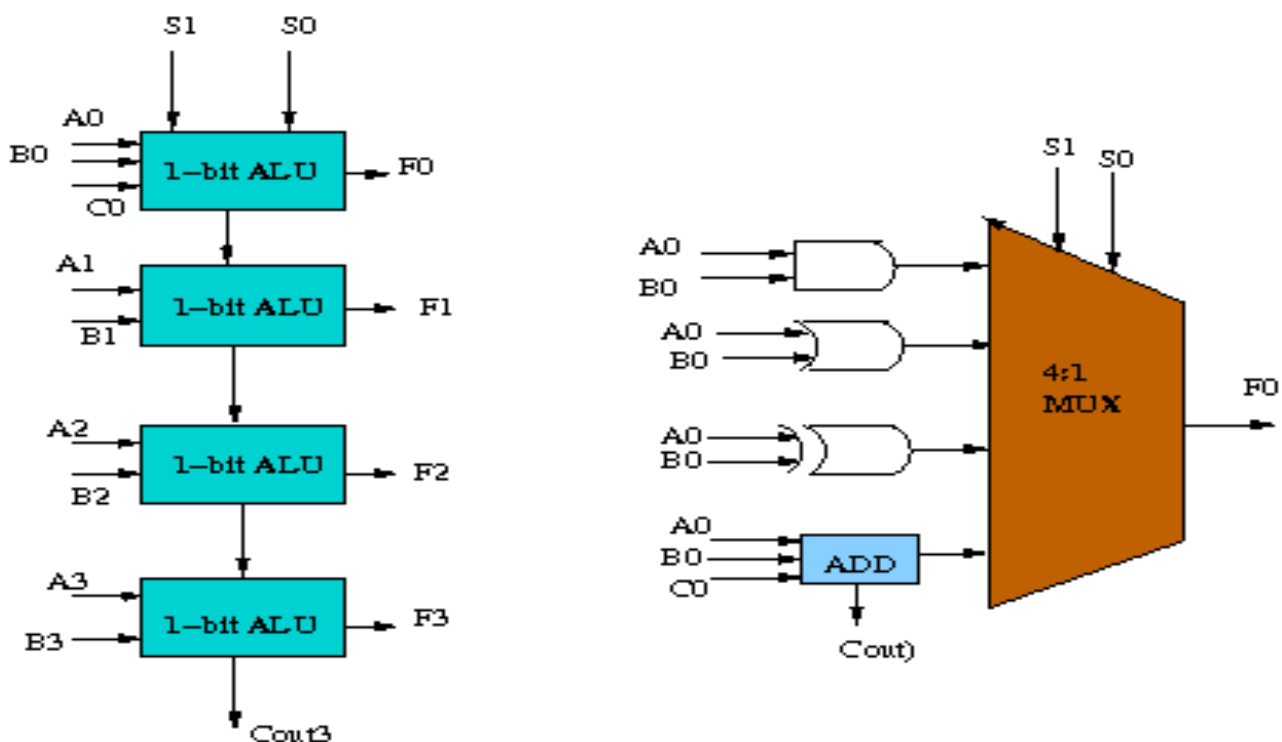 S1 S0
A0
B0
1-bit ALU
F0
C0
A1
1-bit ALU
F1
B1
A2
1-bit ALU
F2
B2
A3
1-bit ALU
F3
B3
Cout3
S1 S0
A0
B0
A0
B0
A0
B0
A0
B0
C0
ADD
Cout)
4:1
MUX
F0